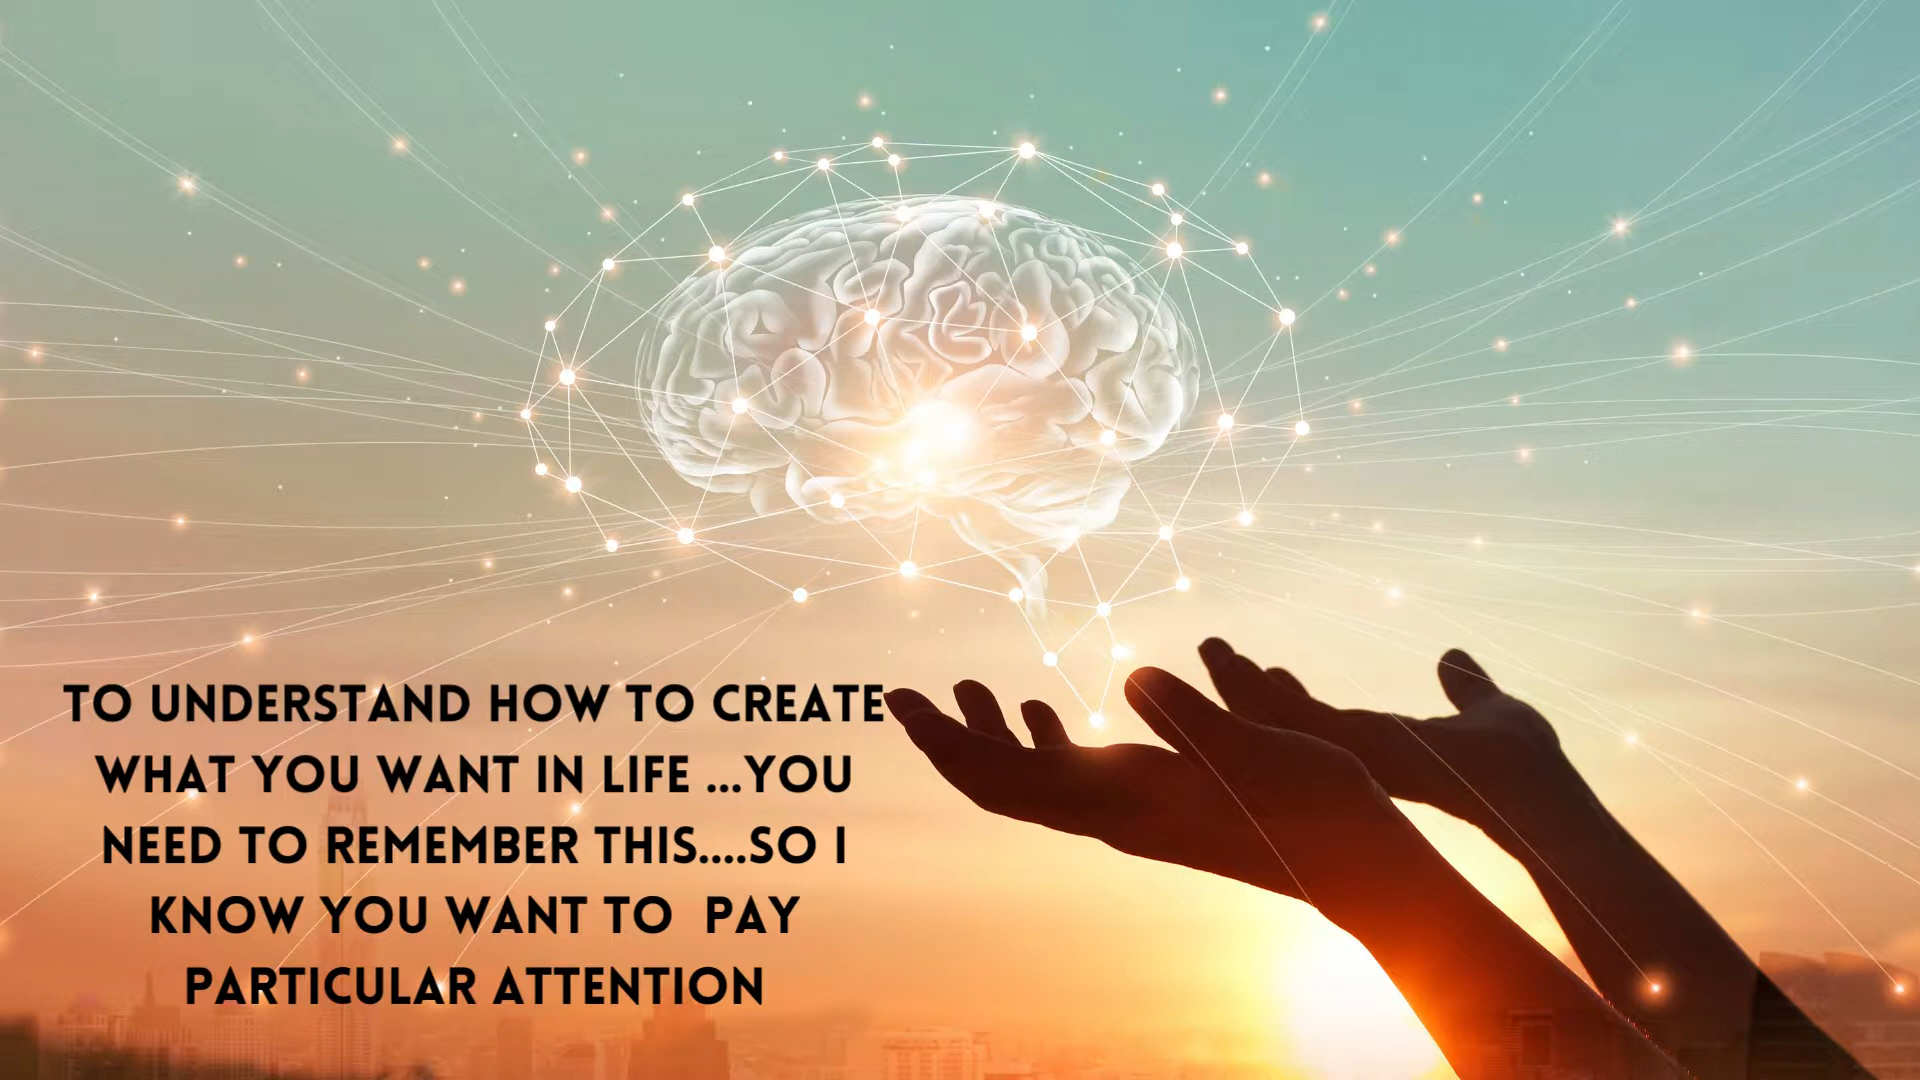 TO UNDERSTAND HOW TO CREATE
WHAT YOU WANT IN LIFE ...YOU
NEED TO REMEMBER THIS....SO I
KNOW YOU WANT TO  PAY
PARTICULAR ATTENTION